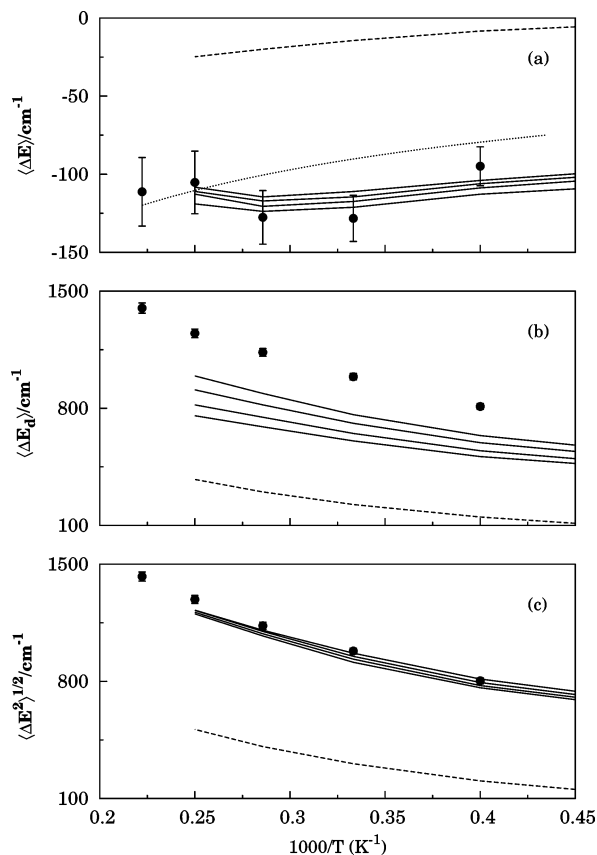 0
(a)
-50
⟨ΔE⟩/cm⁻¹
-100
-150
1500
(b)
⟨ΔE_d⟩/cm⁻¹
800
100
1500
(c)
⟨ΔE²⟩^1/2/cm⁻¹
800
100
0.2 0.25 0.3 0.35 0.4 0.45
1000/T (K⁻¹)